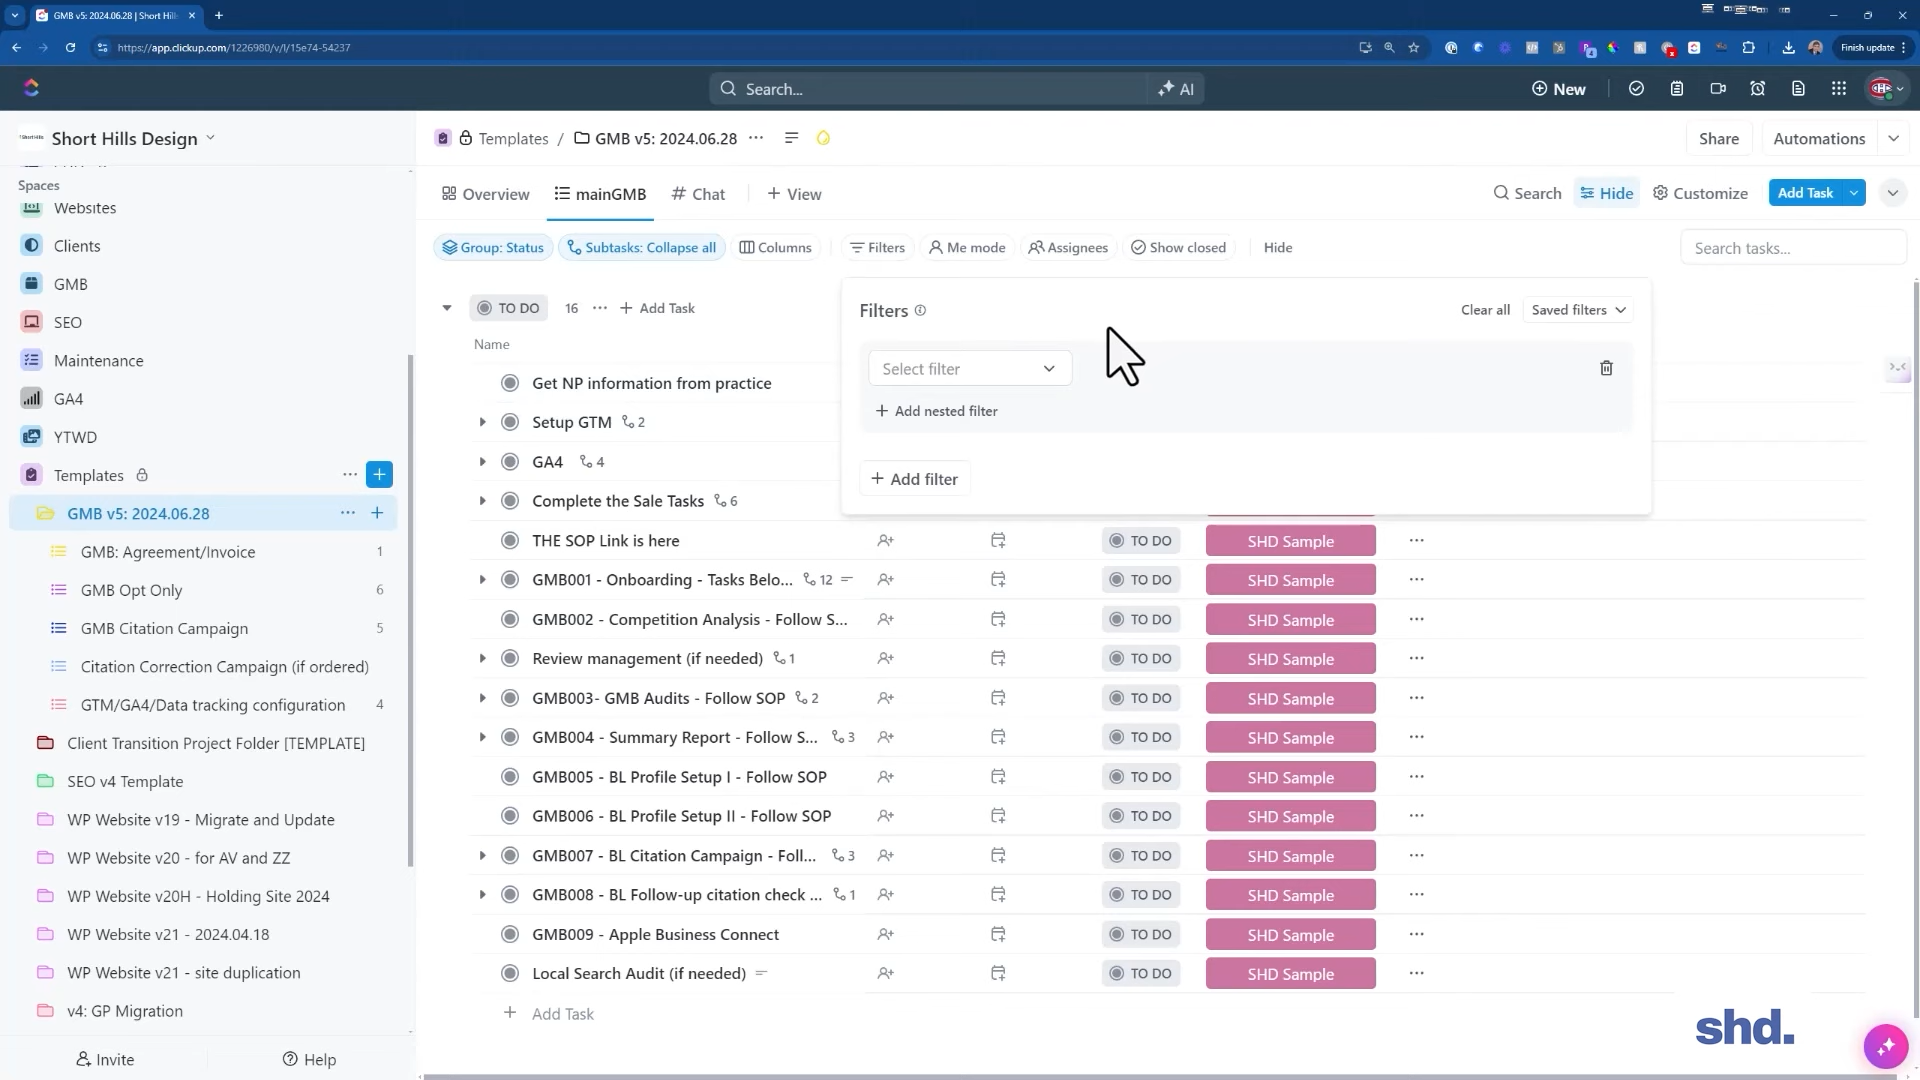 GMB v5: 2024.06.28 | Short Hill
https://app.clickup.com/1226980/v/l/15e74-54237
Finish update
Search...
AI
New
Short Hills Design
Templates / GMB v5: 2024.06.28
Share
Automations
Overview
mainGMB
Chat
View
Search
Hide
Customize
Add Task
Group: Status
Subtasks: Collapse all
Columns
Filters
Me mode
Assignees
Show closed
Hide
Search tasks...
Spaces
Websites
Clients
GMB
SEO
Maintenance
GA4
YTWD
Templates
GMB v5: 2024.06.28
GMB: Agreement/Invoice 1
GMB Opt Only 6
GMB Citation Campaign 5
Citation Correction Campaign (if ordered)
GTM/GA4/Data tracking configuration 4
Client Transition Project Folder [TEMPLATE]
SEO v4 Template
WP Website v19 - Migrate and Update
WP Website v20 - for AV and ZZ
WP Website v20H - Holding Site 2024
WP Website v21 - 2024.04.18
WP Website v21 - site duplication
v4: GP Migration
Invite
Help
TO DO 16 Add Task
Name
Get NP information from practice
Setup GTM 2
GA4 4
Complete the Sale Tasks 6
Filters
Clear all
Saved filters
Select filter
Add nested filter
Add filter
THE SOP Link is here TO DO SHD Sample
GMB001 - Onboarding - Tasks Belo... 12 TO DO SHD Sample
GMB002 - Competition Analysis - Follow S... TO DO SHD Sample
Review management (if needed) 1 TO DO SHD Sample
GMB003- GMB Audits - Follow SOP 2 TO DO SHD Sample
GMB004 - Summary Report - Follow S... 3 TO DO SHD Sample
GMB005 - BL Profile Setup I - Follow SOP TO DO SHD Sample
GMB006 - BL Profile Setup II - Follow SOP TO DO SHD Sample
GMB007 - BL Citation Campaign - Foll... 3 TO DO SHD Sample
GMB008 - BL Follow-up citation check ... 1 TO DO SHD Sample
GMB009 - Apple Business Connect TO DO SHD Sample
Local Search Audit (if needed) TO DO SHD Sample
Add Task
shd.